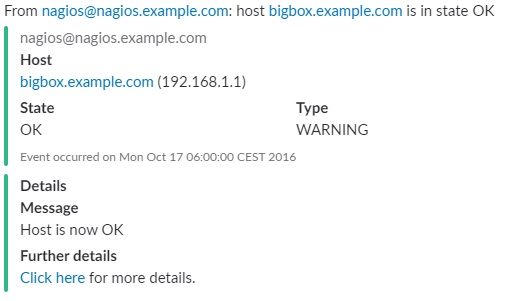 From nagios@nagios.example.com: host bigbox.example.com is in state OK
nagios@nagios.example.com
Host
bigbox.example.com (192.168.1.1)
State Type
OK WARNING
Event occurred on Mon Oct 17 06:00:00 CEST 2016
Details
Message
Host is now OK
Further details
Click here for more details.